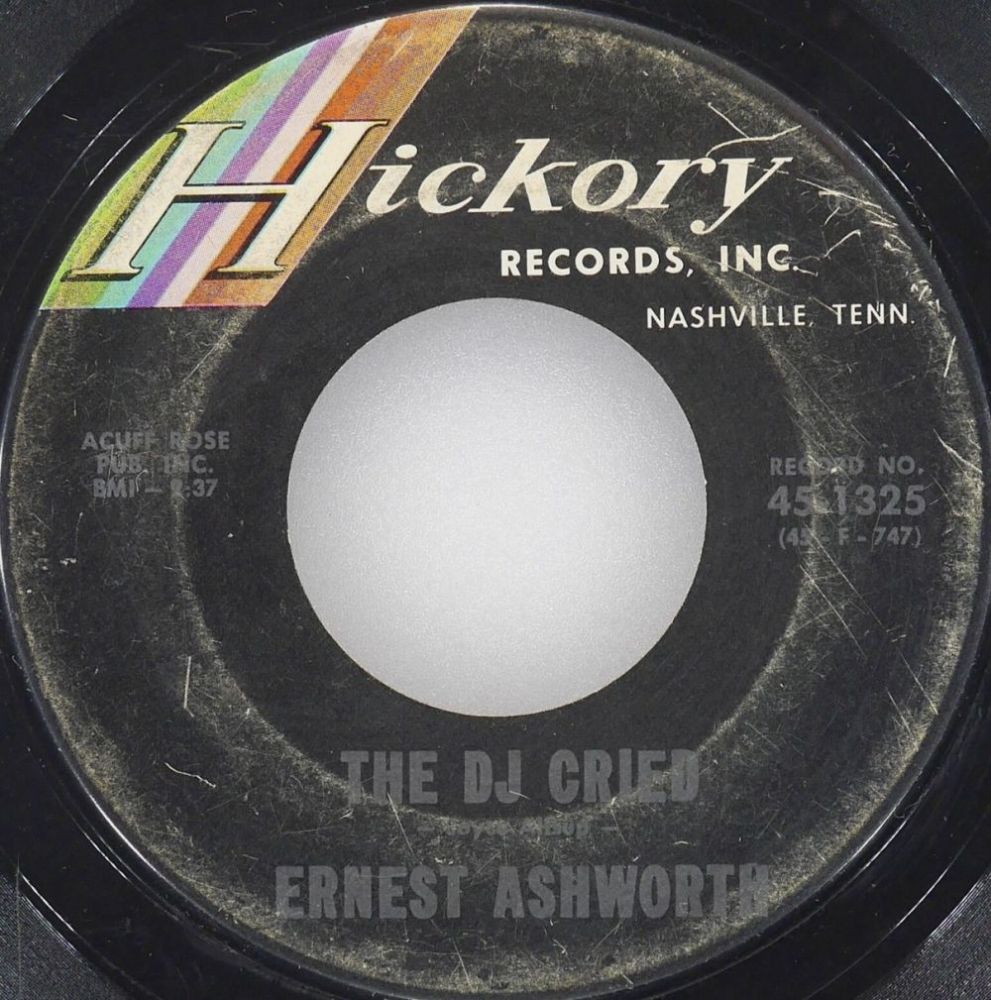 Hickory
RECORDS, INC.
NASHVILLE, TENN.
ACUFF ROSE
PUB. INC.
BMI -
RECORD NO.
45-1325
(45 - F - 747)
THE DJ CRIED
ERNEST ASHWORTH